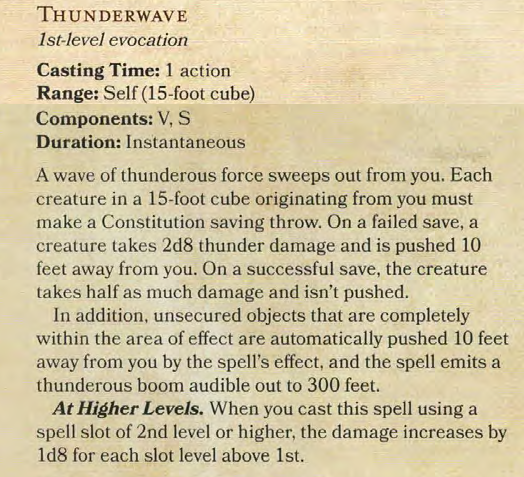 THUNDERWAVE
1st-level evocation
Casting Time: 1 action
Range: Self (15-foot cube)
Components: V, S
Duration: Instantaneous
A wave of thunderous force sweeps out from you. Each
creature in a 15-foot cube originating from you must
make a Constitution saving throw. On a failed save, a
creature takes 2d8 thunder damage and is pushed 10
feet away from you. On a successful save, the creature
takes half as much damage and isn't pushed.
In addition, unsecured objects that are completely
within the area of effect are automatically pushed 10 feet
away from you by the spell's effect, and the spell emits a
thunderous boom audible out to 300 feet.
At Higher Levels. When you cast this spell using a
spell slot of 2nd level or higher, the damage increases by
1d8 for each slot level above 1st.